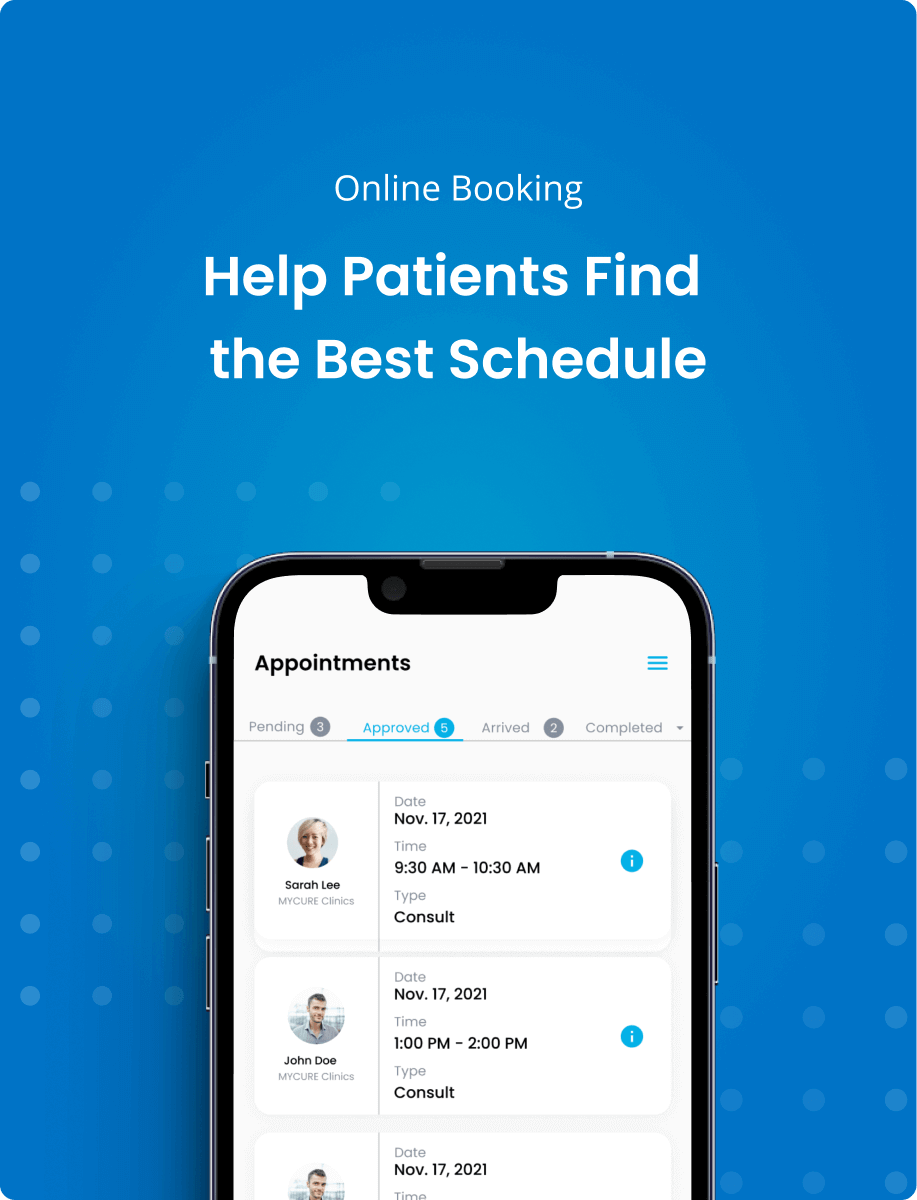 Online Booking
Help Patients Find
the Best Schedule
Appointments
Pending 3 Approved 5 Arrived 2 Completed
Date
Nov. 17, 2021
Time
9:30 AM - 10:30 AM
Type
Consult
Sarah Lee
MYCURE Clinics
Date
Nov. 17, 2021
Time
1:00 PM - 2:00 PM
Type
Consult
John Doe
MYCURE Clinics
Date
Nov. 17, 2021
Time